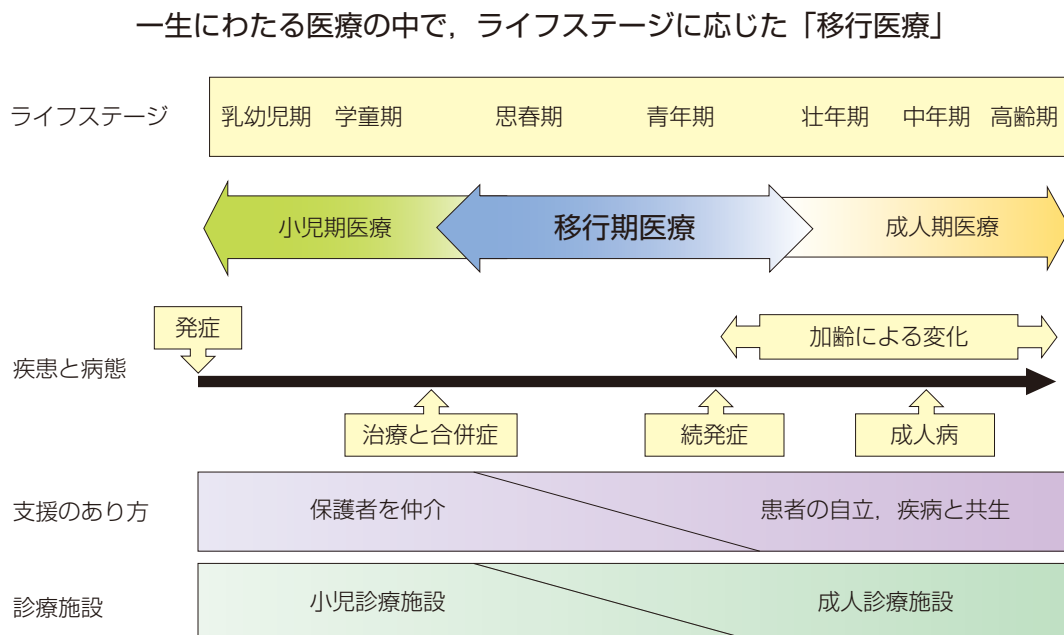 一生にわたる医療の中で，ライフステージに応じた「移行医療」
ライフステージ
乳幼児期 学童期 思春期 青年期 壮年期 中年期 高齢期
小児期医療 移行期医療 成人期医療
発症
加齢による変化
疾患と病態
治療と合併症 続発症 成人病
支援のあり方 保護者を仲介 患者の自立，疾病と共生
診療施設 小児診療施設 成人診療施設